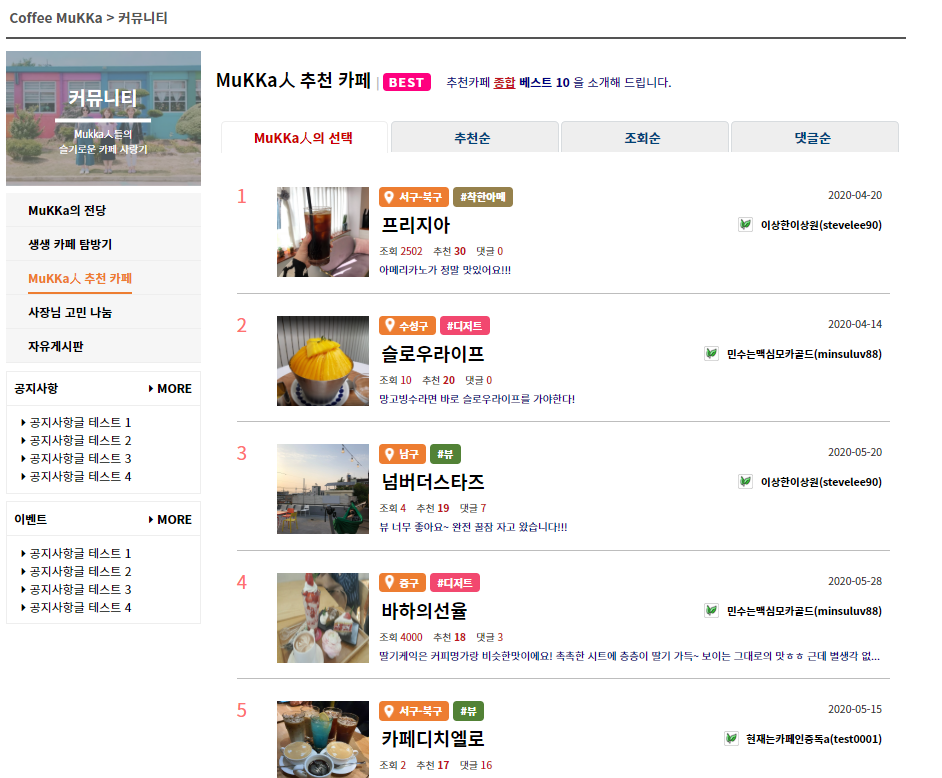 Coffee MuKKa > 커뮤니티
커뮤니티
Mukka人들의
슬기로운 카페 사랑기
MuKKa의 전당
생생 카페 탐방기
MuKKa人 추천 카페
사장님 고민 나눔
자유게시판
공지사항 MORE
공지사항글 테스트 1
공지사항글 테스트 2
공지사항글 테스트 3
공지사항글 테스트 4
이벤트 MORE
공지사항글 테스트 1
공지사항글 테스트 2
공지사항글 테스트 3
공지사항글 테스트 4
MuKKa人 추천 카페 | BEST 추천카페 종합 베스트 10 을 소개해 드립니다.
MuKKa人의 선택 추천순 조회순 댓글순
1 서구·북구 #착한아메 2020-04-20
프리지아 이상한이상원(stevelee90)
조회 2502 추천 30 댓글 0
아메리카노가 정말 맛있어요!!!
2 수성구 #디저트 2020-04-14
슬로우라이프 민수는맥심모카골드(minsuluv88)
조회 10 추천 20 댓글 0
망고빙수라면 바로 슬로우라이프를 가야한다!
3 남구 #뷰 2020-05-20
넘버더스타즈 이상한이상원(stevelee90)
조회 4 추천 19 댓글 7
뷰 너무 좋아요~ 완전 꿀잠 자고 왔습니다!!!
4 중구 #디저트 2020-05-28
바하의선율 민수는맥심모카골드(minsuluv88)
조회 4000 추천 18 댓글 3
딸기케익은 커피명가랑 비슷한맛이에요! 촉촉한 시트에 층층이 딸기 가득~ 보이는 그대로의 맛ㅎㅎ 근데 별생각 없...
5 서구·북구 #뷰 2020-05-15
카페디치엘로 현재는카페인중독a(test0001)
조회 2 추천 17 댓글 16